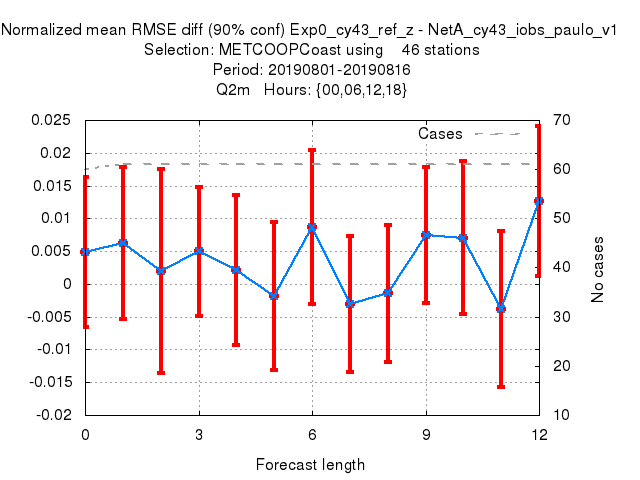 Normalized mean RMSE diff (90% conf) Exp0_cy43_ref_z - NetA_cy43_iobs_paulo_v1
Selection: METCOOPCoast using 46 stations
Period: 20190801-20190816
Q2m Hours: {00,06,12,18}
Cases
0.025
0.02
0.015
0.01
0.005
0
-0.005
-0.01
-0.015
-0.02
70
60
50
40
30
20
10
No cases
0 3 6 9 12
Forecast length